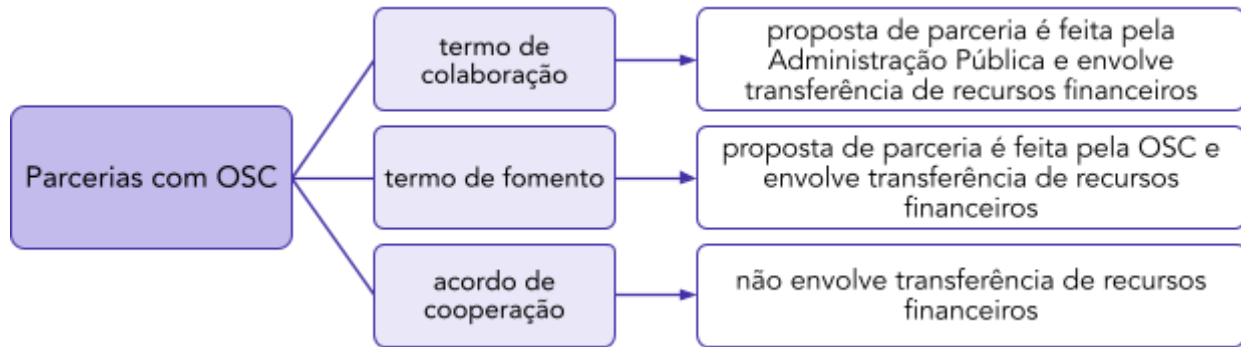 Parcerias com OSC
termo de
colaboração
proposta de parceria é feita pela
Administração Pública e envolve
transferência de recursos financeiros
termo de fomento
proposta de parceria é feita pela OSC e
envolve transferência de recursos
financeiros
acordo de
cooperação
não envolve transferência de recursos
financeiros